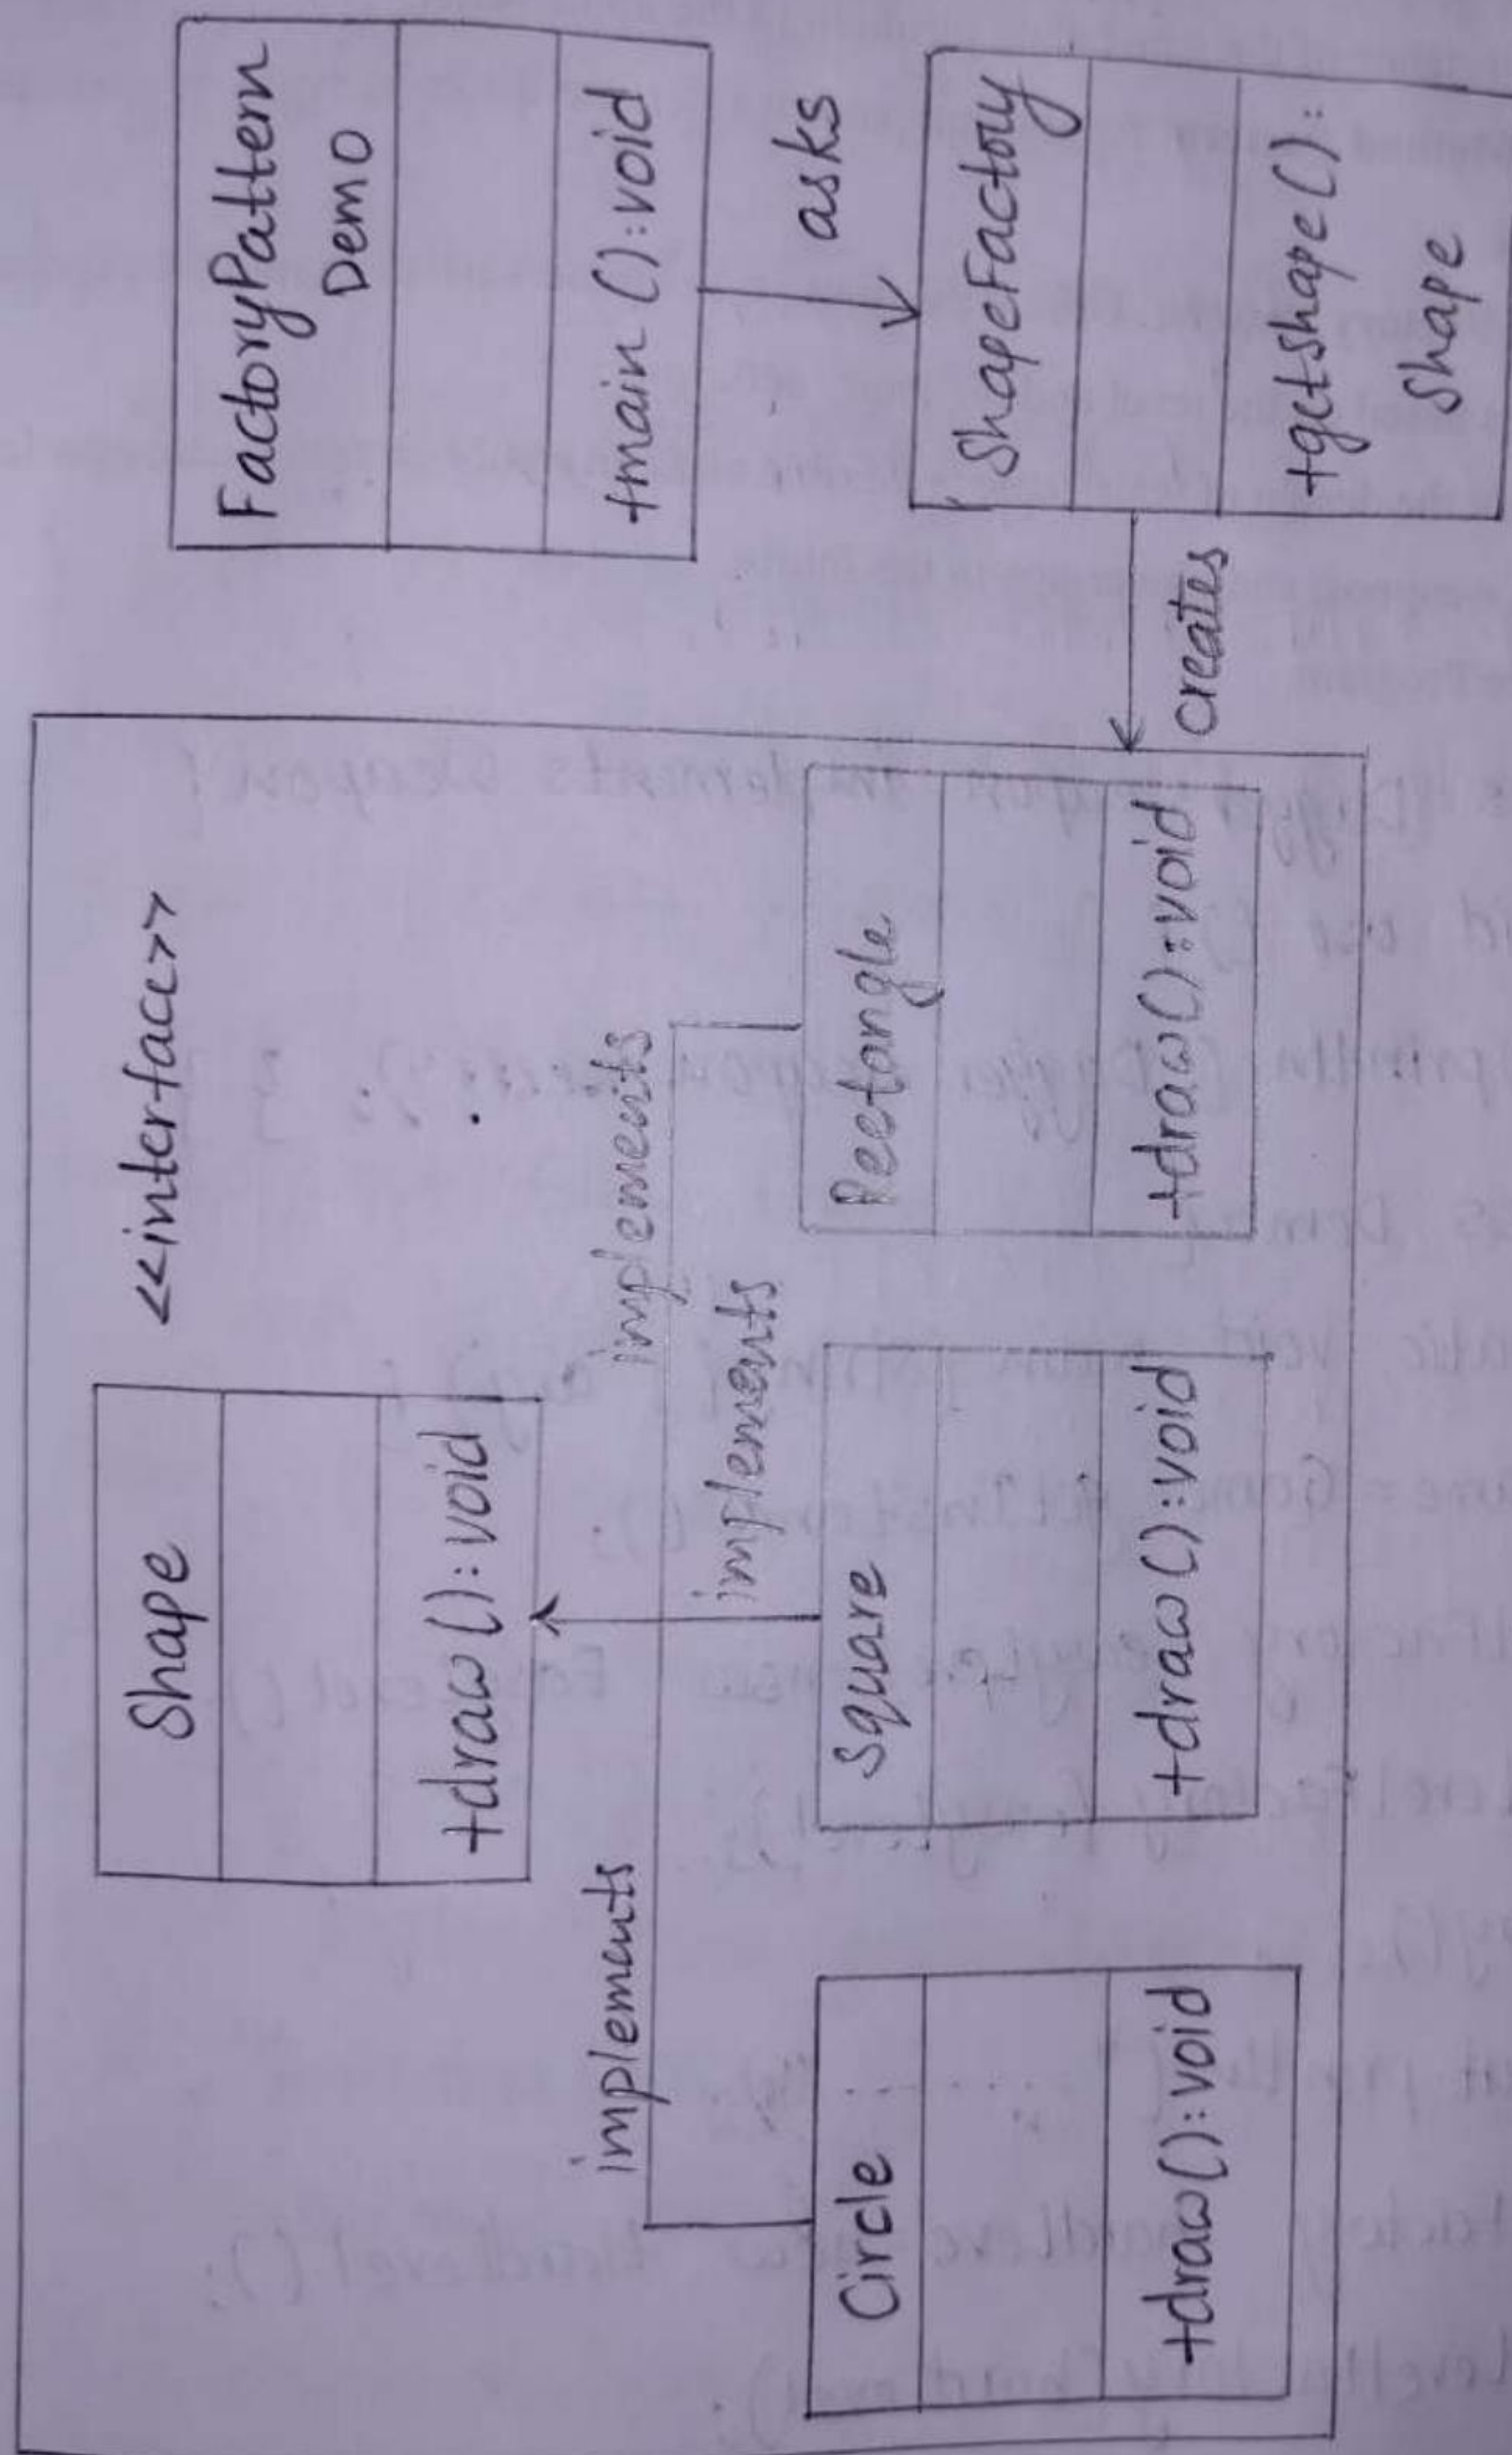 <<interface>>
Shape
+draw():void
implements
implements
implements
Circle
+draw():void
Square
+draw():void
Rectangle
+draw():void
FactoryPattern
Demo
+main():void
asks
ShapeFactory
+getShape():
Shape
creates